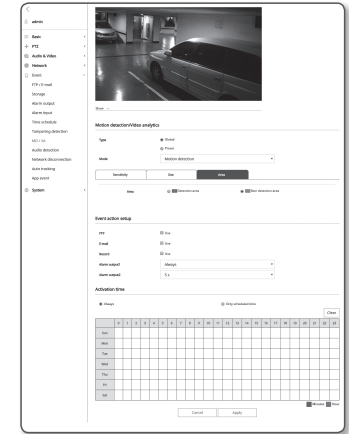 admin
Basic
PTZ
Audio & Video
Network
Event
FTP / E-mail
Storage
Alarm output
Alarm input
Time schedule
Tampering detection
MD / VA
Audio detection
Network disconnection
Auto tracking
App event
System
Motion detection/Video analytics
Type
Global
Preset
Mode
Motion detection
Sensitivity
Size
Area
Area
Detection area
Non-detection area
Event action setup
FTP
Use
E-mail
Use
Record
Use
Alarm output1
Always
Alarm output2
5 s
Activation time
Always
Only scheduled time
Clear
0 1 2 3 4 5 6 7 8 9 10 11 12 13 14 15 16 17 18 19 20 21 22 23
Sun
Mon
Tue
Wed
Thu
Fri
Sat
Minutes
Hour
Cancel
Apply